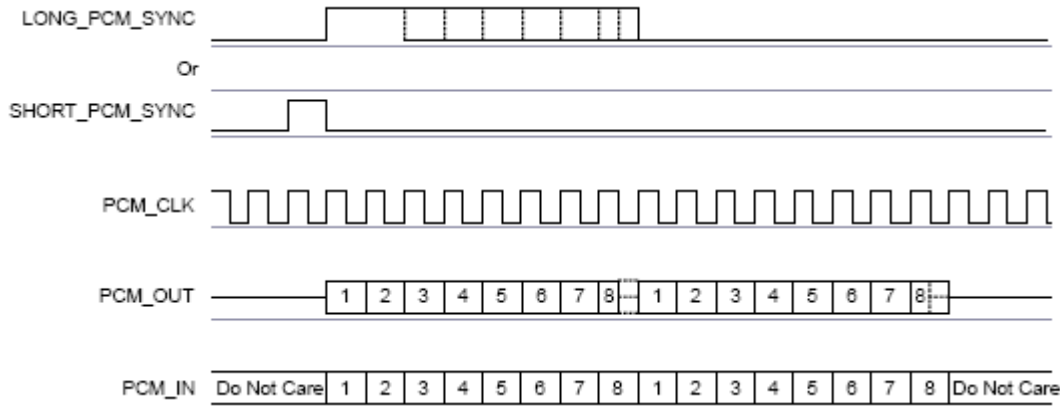 LONG_PCM_SYNC
Or
SHORT_PCM_SYNC
PCM_CLK
PCM_OUT 1 2 3 4 5 6 7 8 1 2 3 4 5 6 7 8
PCM_IN Do Not Care 1 2 3 4 5 6 7 8 1 2 3 4 5 6 7 8 Do Not Care